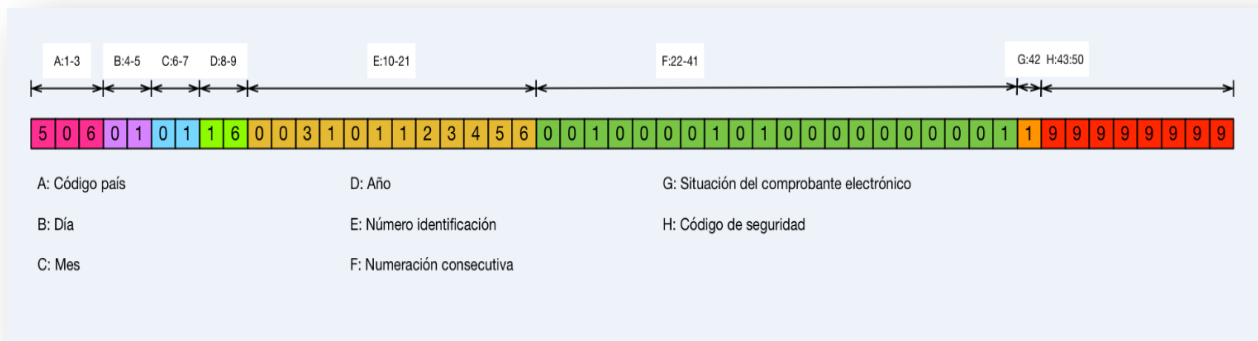 A:1-3 B:4-5 C:6-7 D:8-9 E:10-21 F:22-41 G:42 H:43:50
5 0 6 0 1 0 1 1 6 0 0 3 1 0 1 1 2 3 4 5 6 0 0 1 0 0 0 0 1 0 1 0 0 0 0 0 0 0 0 0 1 1 9 9 9 9 9 9 9 9
A: Código país D: Año G: Situación del comprobante electrónico
B: Día E: Número identificación H: Código de seguridad
C: Mes F: Numeración consecutiva